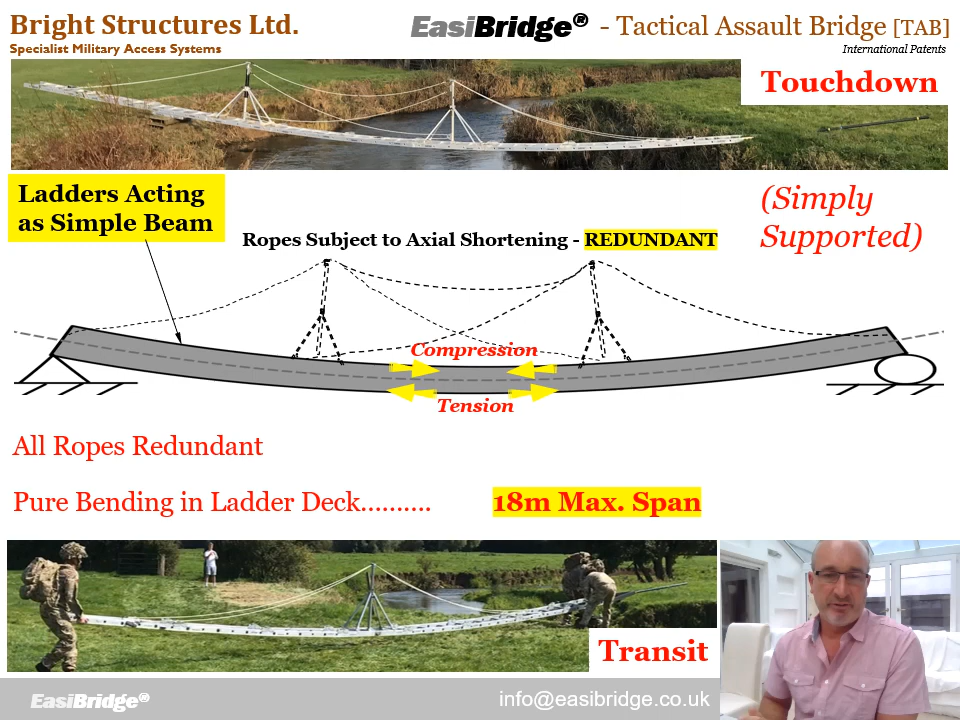 Bright Structures Ltd.
Specialist Military Access Systems
EasiBridge® - Tactical Assault Bridge [TAB]
International Patents
Touchdown
Ladders Acting
as Simple Beam
(Simply
Supported)
Ropes Subject to Axial Shortening - REDUNDANT
Compression
Tension
All Ropes Redundant
Pure Bending in Ladder Deck.......... 18m Max. Span
Transit
EasiBridge®
info@easibridge.co.uk